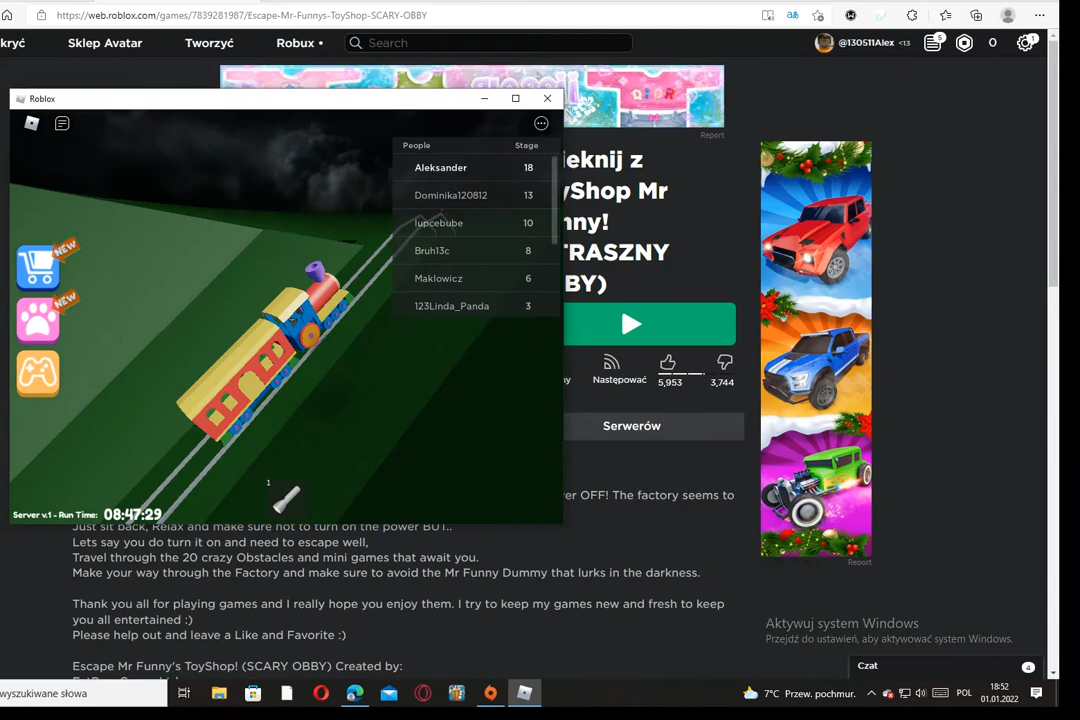 https://web.roblox.com/games/7839281987/Escape-Mr-Funnys-ToyShop-SCARY-OBBY
kryć
Sklep Avatar
Tworzyć
Robux
Search
@130511Alex <13
5
0
1
Report
Roblox
People Stage
Aleksander 18
Dominika120812 13
lupcebube 10
Bruh13c 8
Maklowicz 6
123Linda_Panda 3
NEW
NEW
1
Server v.1 - Run Time: 08:47:29
ieknij z
yShop Mr
nny!
TRASZNY
BY)
ny
Następować
5,953
3,744
Serwerów
er OFF! The factory seems to
Just sit back, Relax and make sure not to turn on the power BUT..
Lets say you do turn it on and need to escape well,
Travel through the 20 crazy Obstacles and mini games that await you.
Make your way through the Factory and make sure to avoid the Mr Funny Dummy that lurks in the darkness.
Thank you all for playing games and I really hope you enjoy them. I try to keep my games new and fresh to keep
you all entertained :)
Please help out and leave a Like and Favorite :)
Escape Mr Funny's ToyShop! (SCARY OBBY) Created by:
Report
Aktywuj system Windows
Przejdź do ustawień, aby aktywować system Windows.
Czat
4
wyszukiwane słowa
7°C Przew. pochmur.
POL
18:52
01.01.2022